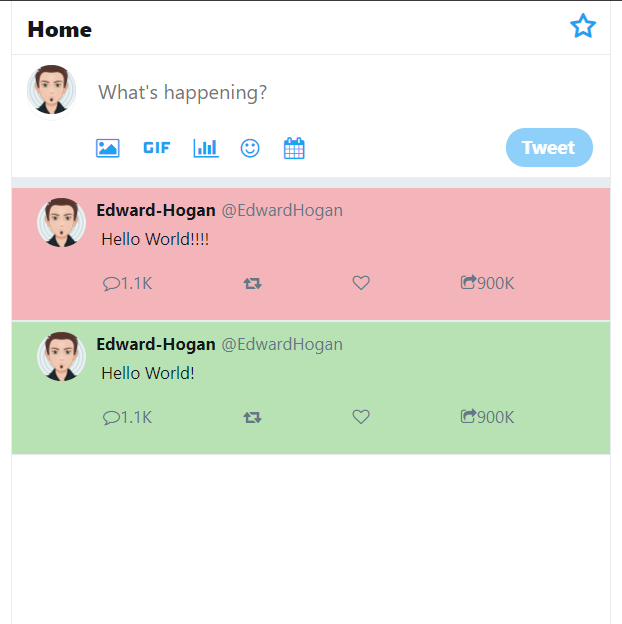 Home
What's happening?
GIF
Tweet
Edward-Hogan @EdwardHogan
Hello World!!!!
1.1K 900K
Edward-Hogan @EdwardHogan
Hello World!
1.1K 900K